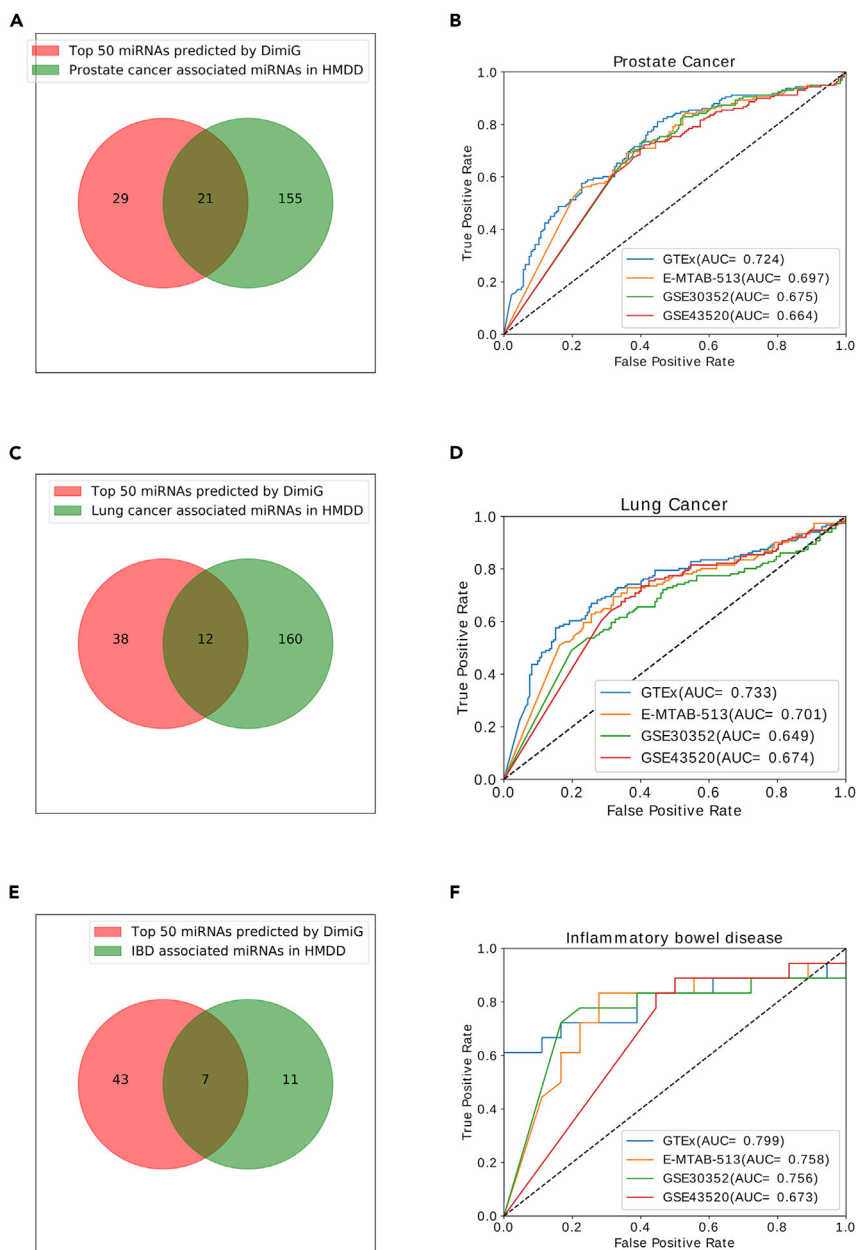 A
Top 50 miRNAs predicted by DimiG
Prostate cancer associated miRNAs in HMDD
29
21
155
B
Prostate Cancer
1.0
0.8
0.6
0.4
0.2
0.0
True Positive Rate
GTEx(AUC= 0.724)
E-MTAB-513(AUC= 0.697)
GSE30352(AUC= 0.675)
GSE43520(AUC= 0.664)
0.0 0.2 0.4 0.6 0.8 1.0
False Positive Rate
C
Top 50 miRNAs predicted by DimiG
Lung cancer associated miRNAs in HMDD
38
12
160
D
Lung Cancer
1.0
0.8
0.6
0.4
0.2
0.0
True Positive Rate
GTEx(AUC= 0.733)
E-MTAB-513(AUC= 0.701)
GSE30352(AUC= 0.649)
GSE43520(AUC= 0.674)
0.0 0.2 0.4 0.6 0.8 1.0
False Positive Rate
E
Top 50 miRNAs predicted by DimiG
IBD associated miRNAs in HMDD
43
7
11
F
Inflammatory bowel disease
1.0
0.8
0.6
0.4
0.2
0.0
True Positive Rate
GTEx(AUC= 0.799)
E-MTAB-513(AUC= 0.758)
GSE30352(AUC= 0.756)
GSE43520(AUC= 0.673)
0.0 0.2 0.4 0.6 0.8 1.0
False Positive Rate